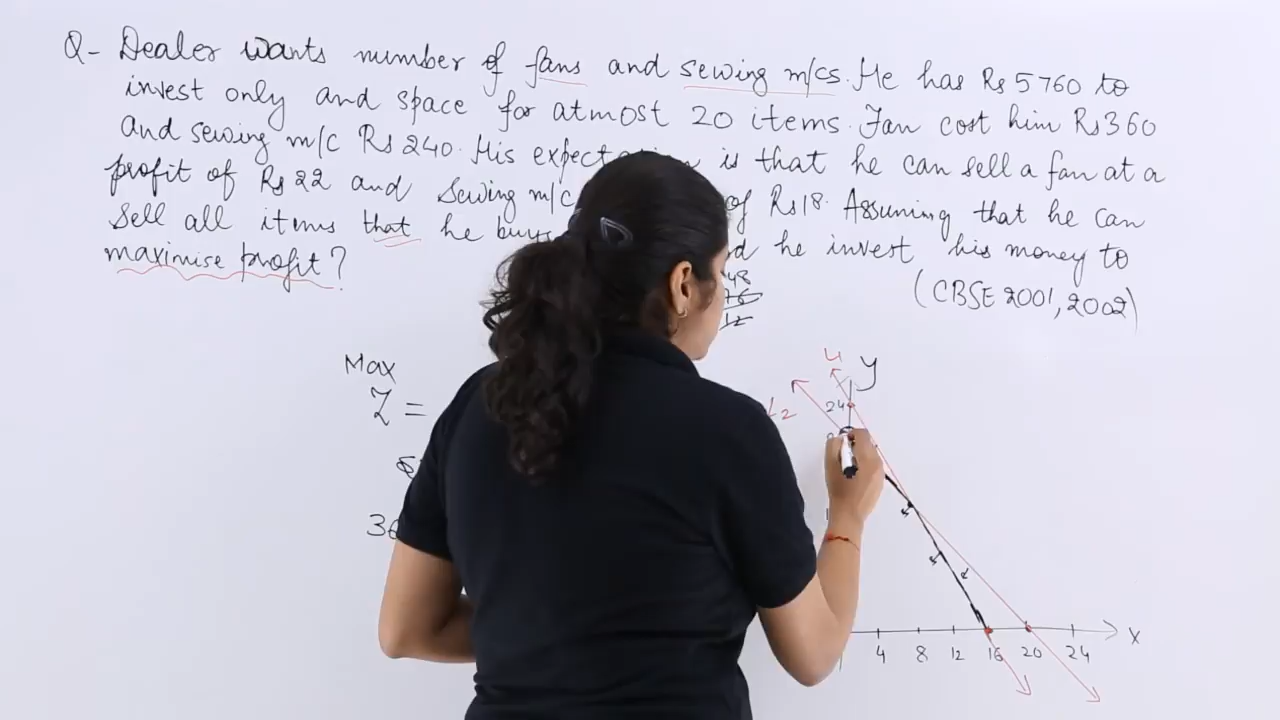 Q- Dealer wants number of fans and sewing m/cs. He has Rs 5760 to
invest only and space for atmost 20 items. Fan cost him Rs 360
and sewing m/c Rs 240. His is that he can sell a fan at a
profit of Rs 22 and Sewing m/c of Rs 18. Assuming that he can
Sell all items that he buys he invest his money to
maximise profit?
(CBSE 2001, 2002)
48
12
Max
Z =
y
24
4 8 12 16 20 24
x